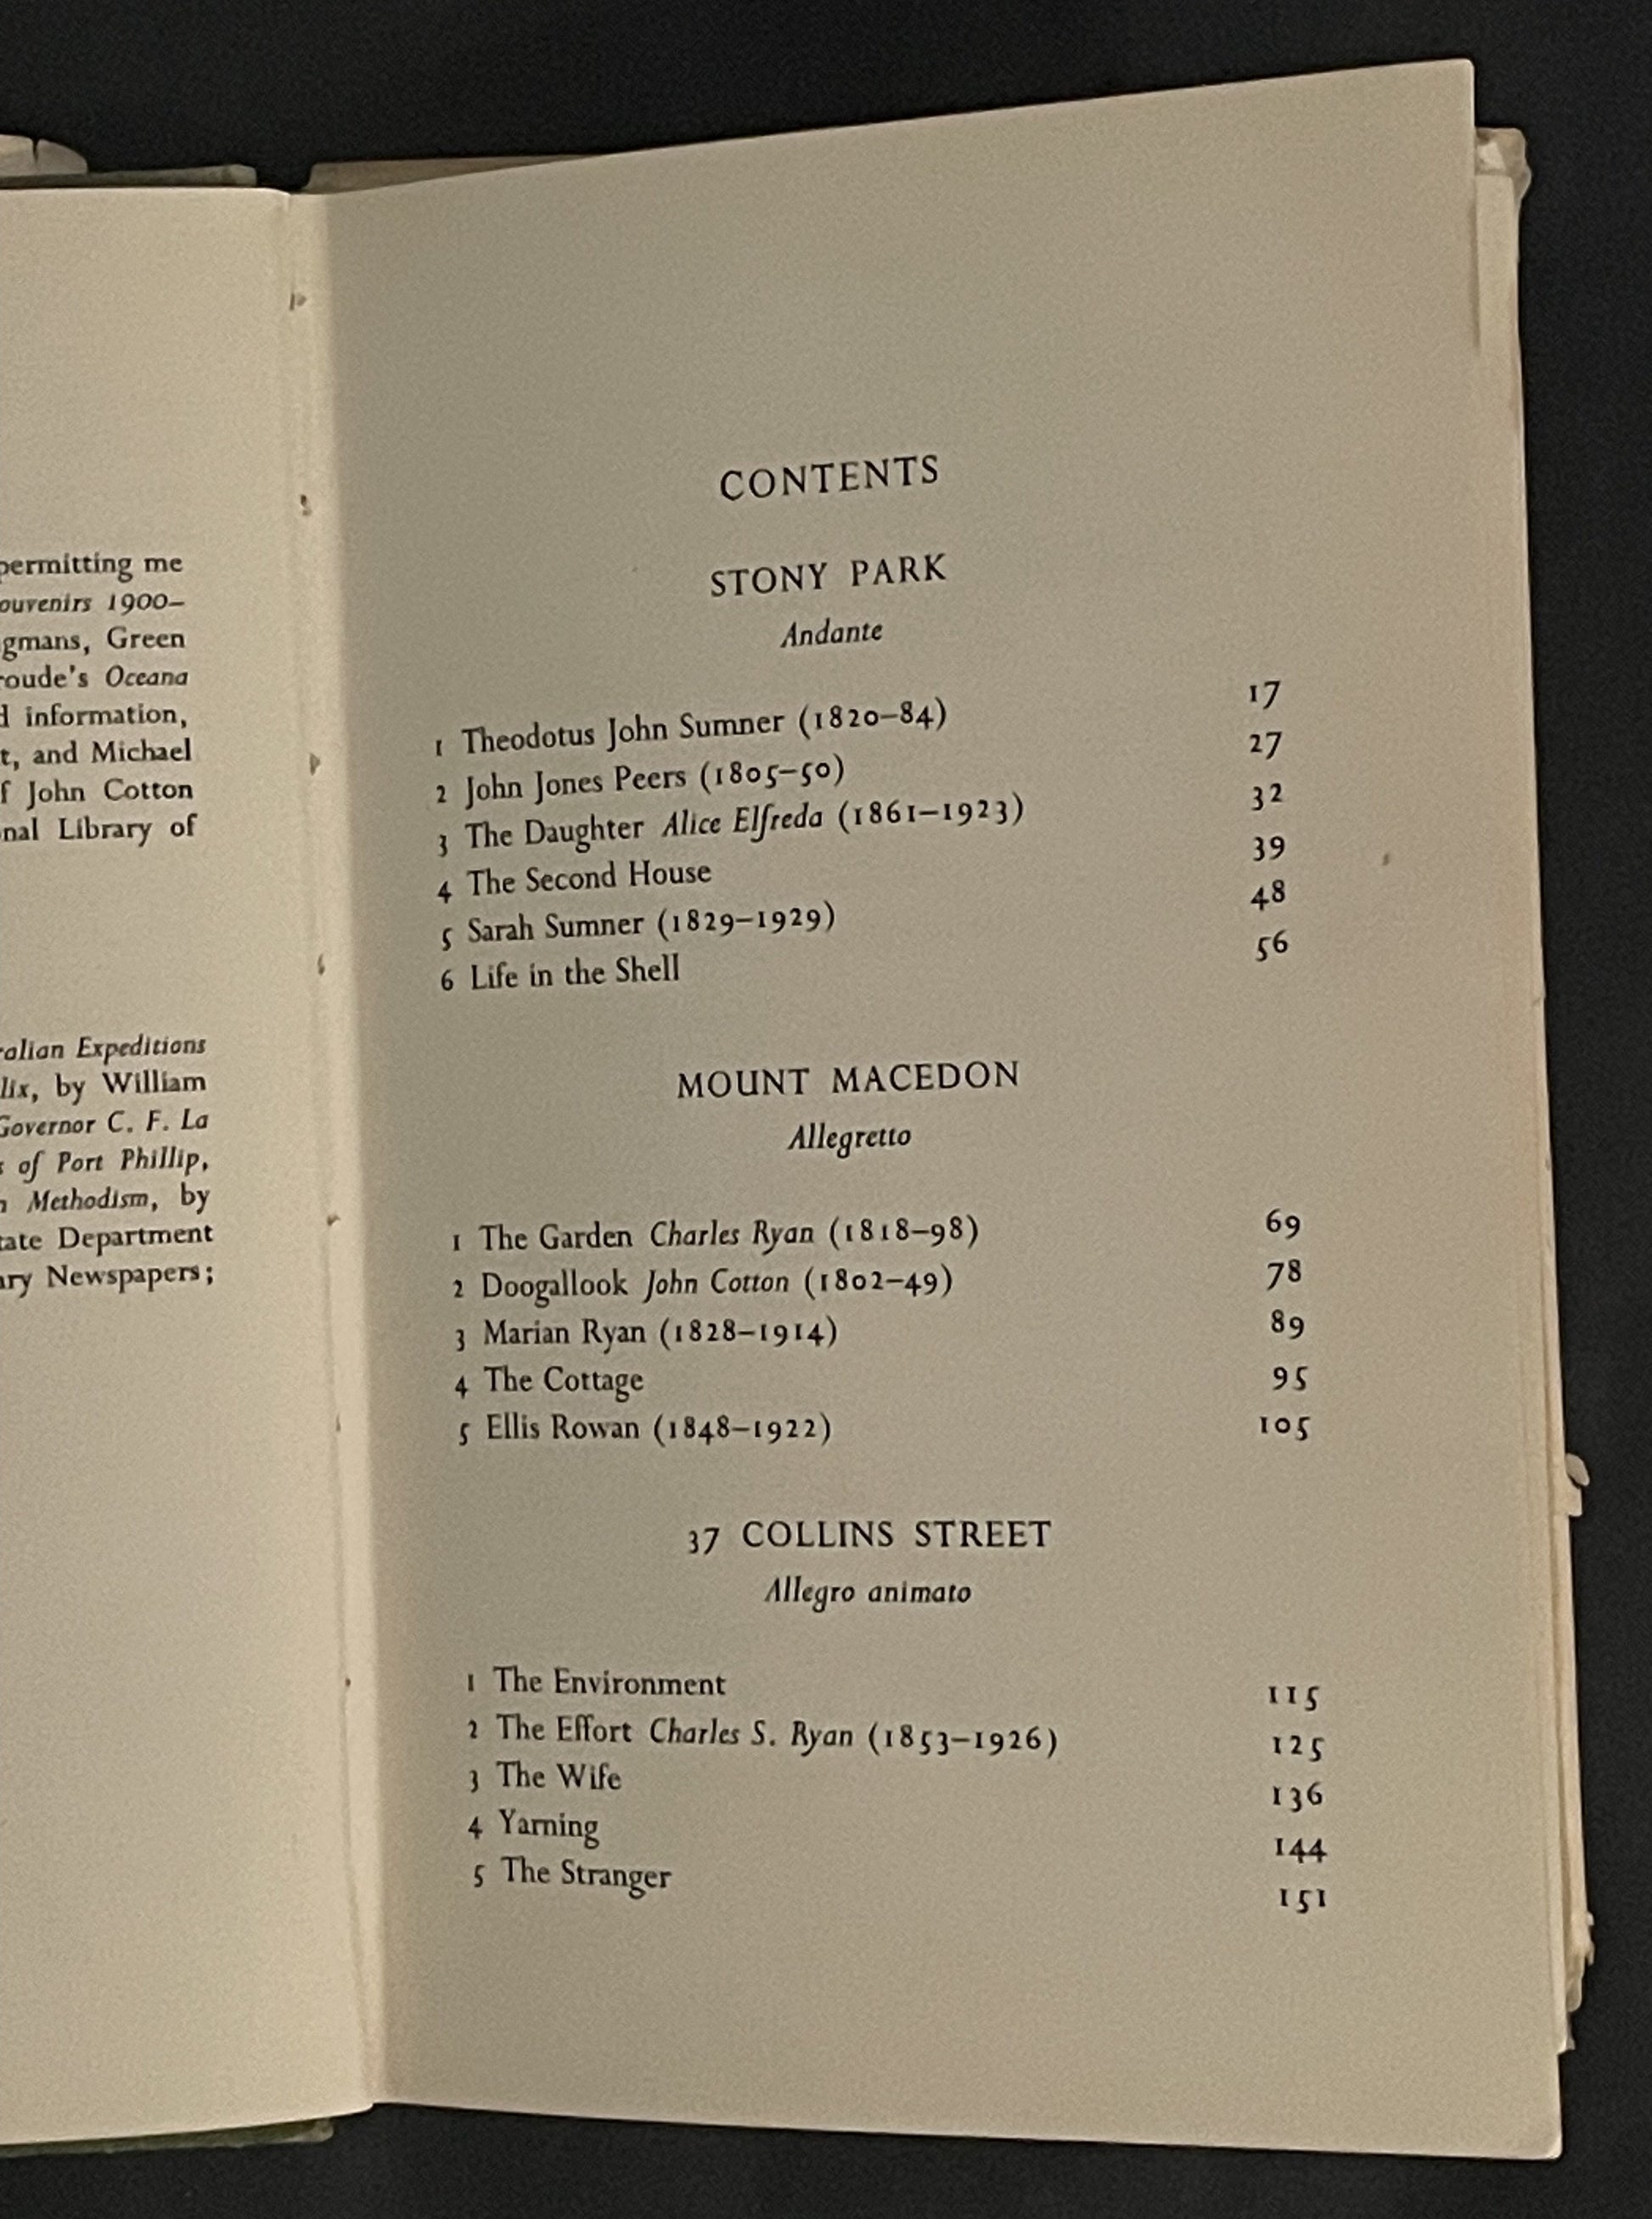 permitting me
ouvenirs 1900–
gmans, Green
roude's Oceana
d information,
t, and Michael
f John Cotton
nal Library of
ralian Expeditions
lix, by William
Governor C. F. La
s of Port Phillip,
n Methodism, by
tate Department
ary Newspapers;
CONTENTS
STONY PARK
Andante
1 Theodotus John Sumner (1820–84) 17
2 John Jones Peers (1805–50) 27
3 The Daughter Alice Elfreda (1861–1923) 32
4 The Second House 39
5 Sarah Sumner (1829–1929) 48
6 Life in the Shell 56
MOUNT MACEDON
Allegretto
1 The Garden Charles Ryan (1818–98) 69
2 Doogallook John Cotton (1802–49) 78
3 Marian Ryan (1828–1914) 89
4 The Cottage 95
5 Ellis Rowan (1848–1922) 105
37 COLLINS STREET
Allegro animato
1 The Environment 115
2 The Effort Charles S. Ryan (1853–1926) 125
3 The Wife 136
4 Yarning 144
5 The Stranger 151